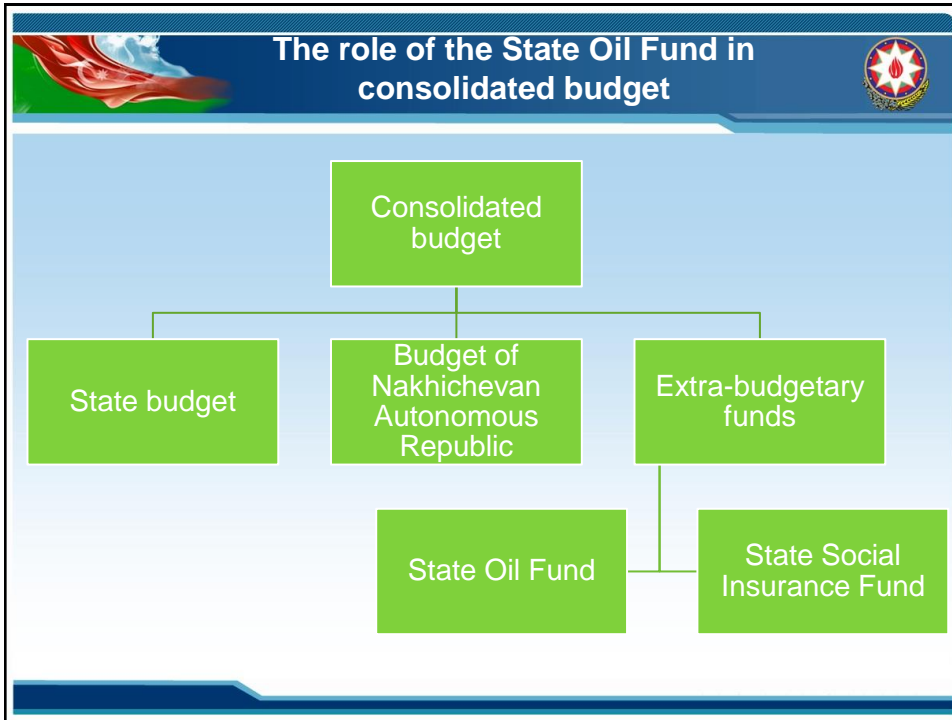 The role of the State Oil Fund in
consolidated budget
Consolidated
budget
State budget
Budget of
Nakhichevan
Autonomous
Republic
Extra-budgetary
funds
State Oil Fund
State Social
Insurance Fund